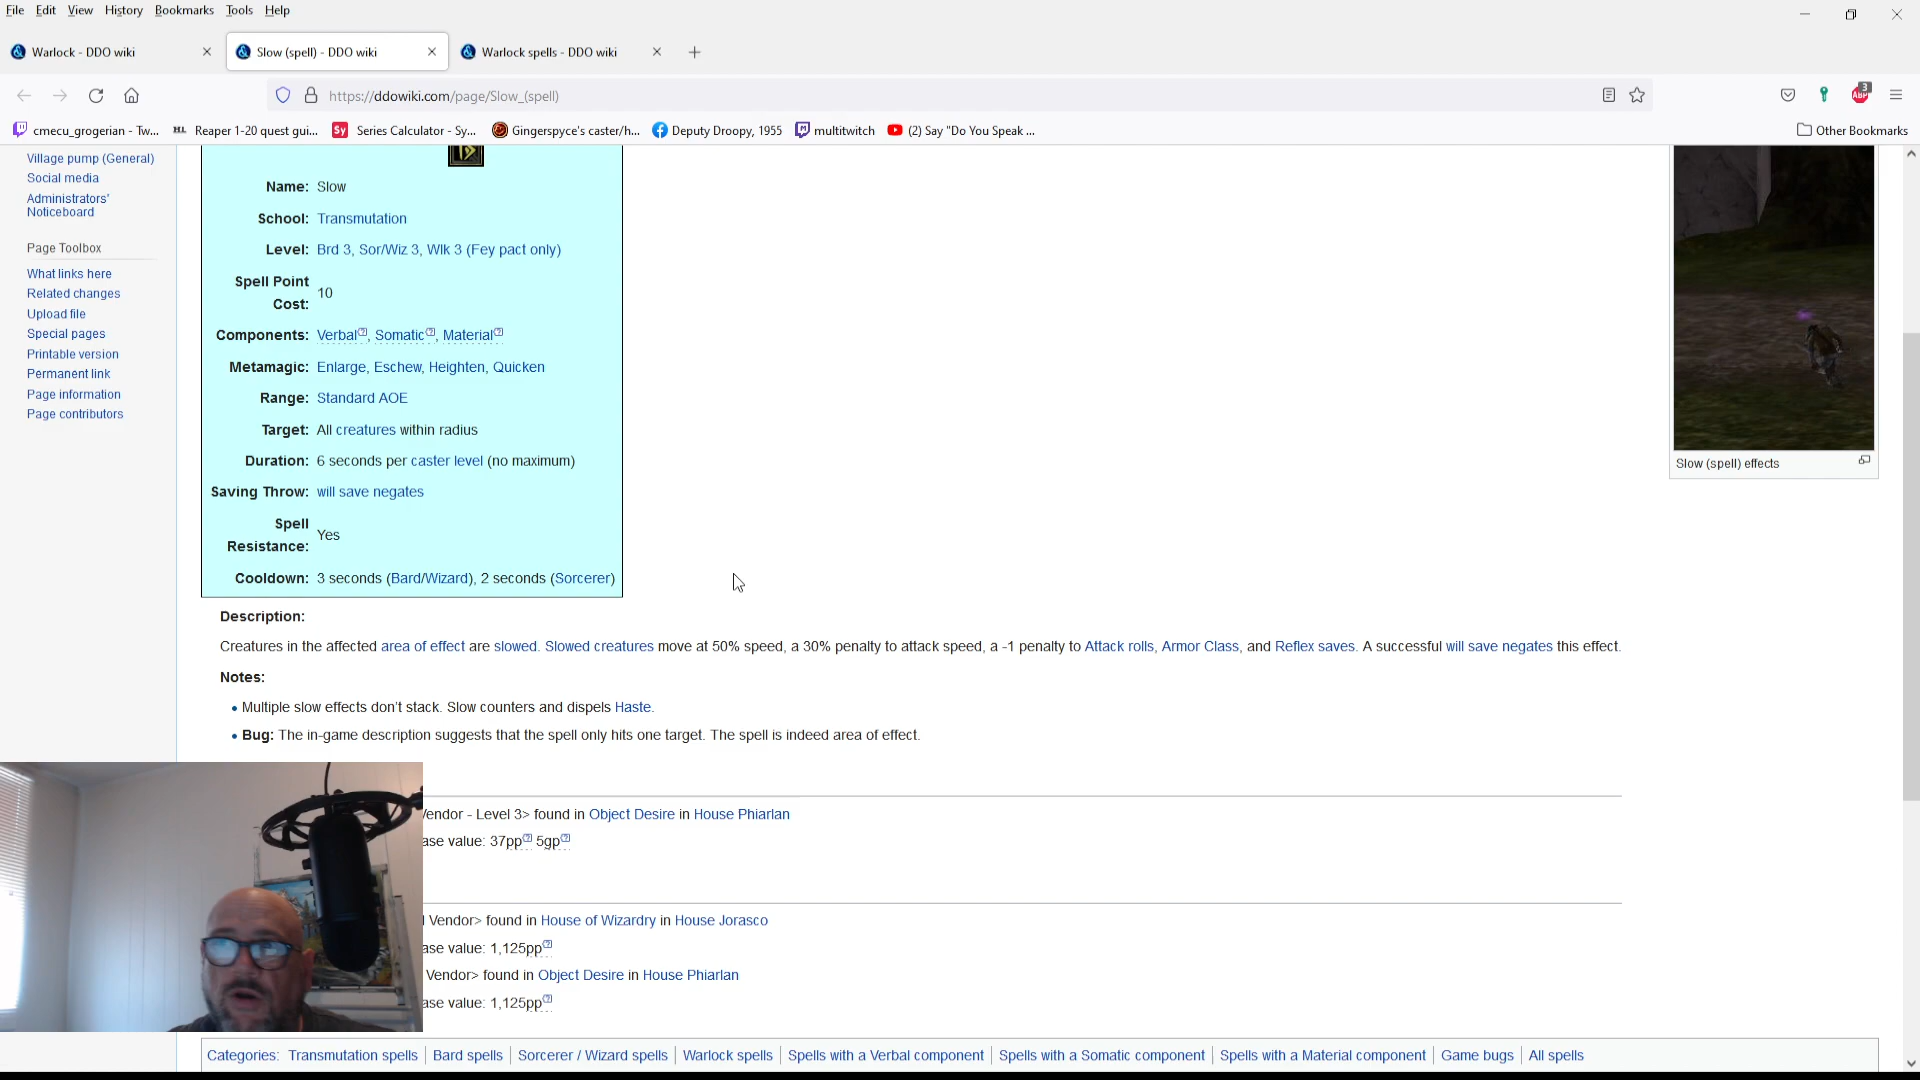 File Edit View History Bookmarks Tools Help
Warlock - DDO wiki
Slow (spell) - DDO wiki
Warlock spells - DDO wiki
https://ddowiki.com/page/Slow_(spell)
3
ABP
cmecu_grogerian - Tw...
HL Reaper 1-20 quest gui...
Sy Series Calculator - Sy...
Gingerspyce's caster/h...
Deputy Droopy, 1955
multitwitch
(2) Say "Do You Speak ...
Other Bookmarks
Village pump (General)
Social media
Administrators'
Noticeboard
Page Toolbox
What links here
Related changes
Upload file
Special pages
Printable version
Permanent link
Page information
Page contributors
Name: Slow
School: Transmutation
Level: Brd 3, Sor/Wiz 3, Wlk 3 (Fey pact only)
Spell Point
Cost: 10
Components: Verbal[?], Somatic[?], Material[?]
Metamagic: Enlarge, Eschew, Heighten, Quicken
Range: Standard AOE
Target: All creatures within radius
Duration: 6 seconds per caster level (no maximum)
Saving Throw: will save negates
Spell
Resistance: Yes
Cooldown: 3 seconds (Bard/Wizard), 2 seconds (Sorcerer)
Slow (spell) effects
Description:
Creatures in the affected area of effect are slowed. Slowed creatures move at 50% speed, a 30% penalty to attack speed, a -1 penalty to Attack rolls, Armor Class, and Reflex saves. A successful will save negates this effect.
Notes:
• Multiple slow effects don't stack. Slow counters and dispels Haste.
• Bug: The in-game description suggests that the spell only hits one target. The spell is indeed area of effect.
Vendor - Level 3> found in Object Desire in House Phiarlan
ase value: 37pp[?] 5gp[?]
Vendor> found in House of Wizardry in House Jorasco
ase value: 1,125pp[?]
Vendor> found in Object Desire in House Phiarlan
ase value: 1,125pp[?]
Categories: Transmutation spells | Bard spells | Sorcerer / Wizard spells | Warlock spells | Spells with a Verbal component | Spells with a Somatic component | Spells with a Material component | Game bugs | All spells